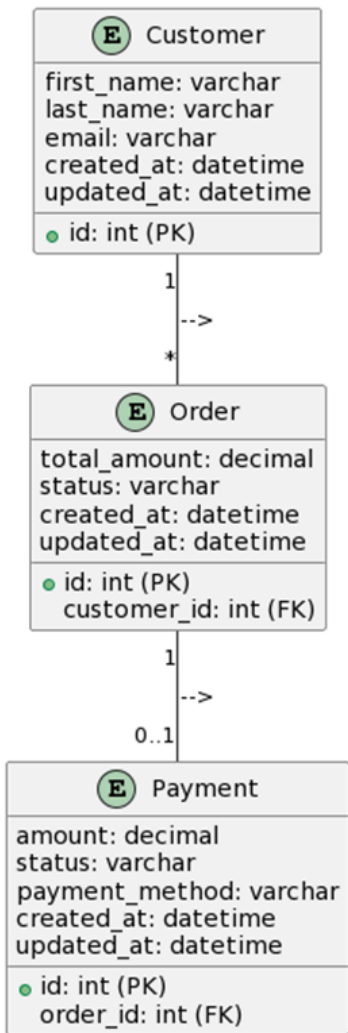 E Customer
first_name: varchar
last_name: varchar
email: varchar
created_at: datetime
updated_at: datetime
id: int (PK)
1
-->
*
E Order
total_amount: decimal
status: varchar
created_at: datetime
updated_at: datetime
id: int (PK)
customer_id: int (FK)
1
-->
0..1
E Payment
amount: decimal
status: varchar
payment_method: varchar
created_at: datetime
updated_at: datetime
id: int (PK)
order_id: int (FK)